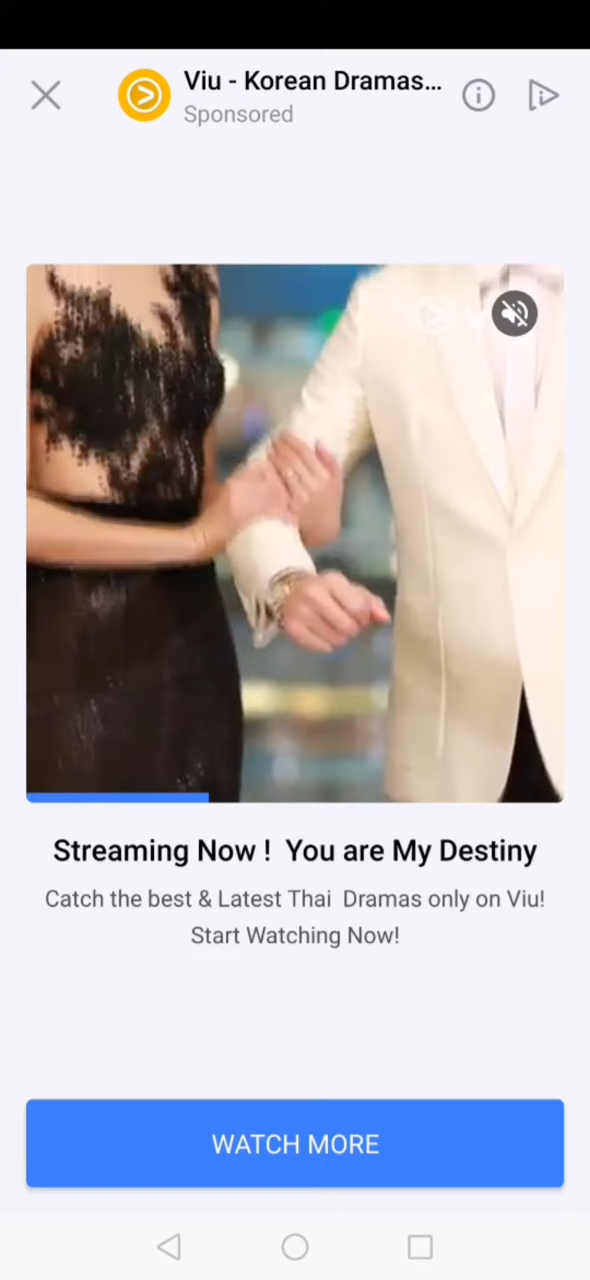 Viu - Korean Dramas...
Sponsored
Streaming Now ! You are My Destiny
Catch the best & Latest Thai Dramas only on Viu!
Start Watching Now!
WATCH MORE